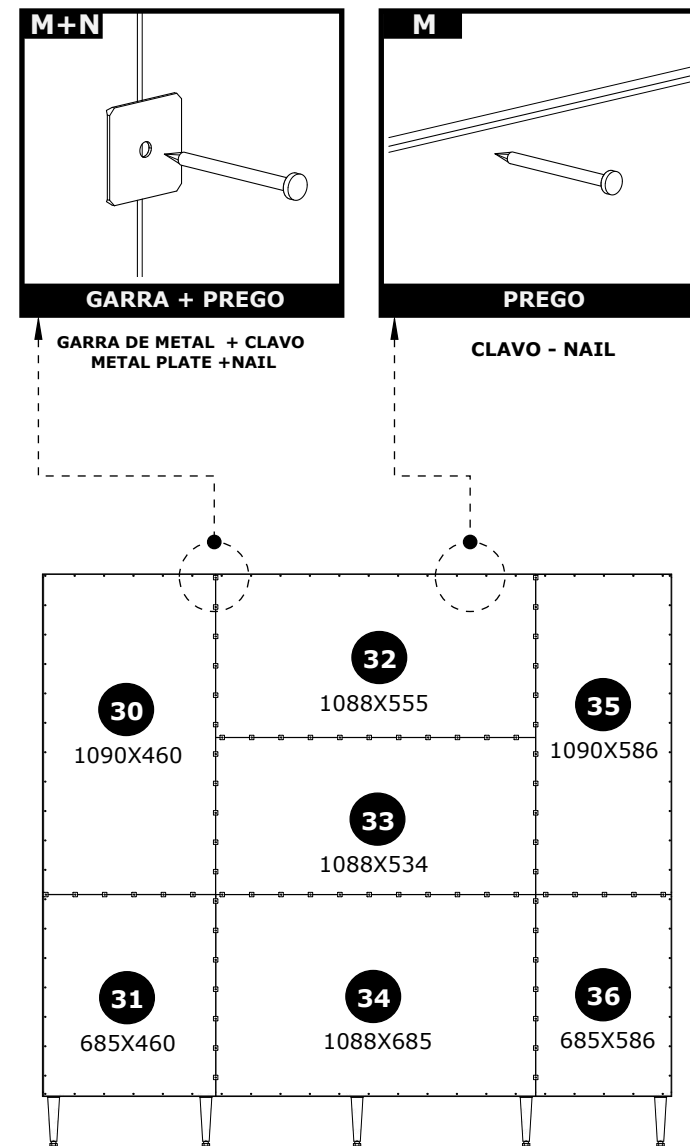 M+N
GARRA + PREGO
GARRA DE METAL + CLAVO
METAL PLATE +NAIL
M
PREGO
CLAVO - NAIL
30
1090X460
32
1088X555
35
1090X586
33
1088X534
31
685X460
34
1088X685
36
685X586